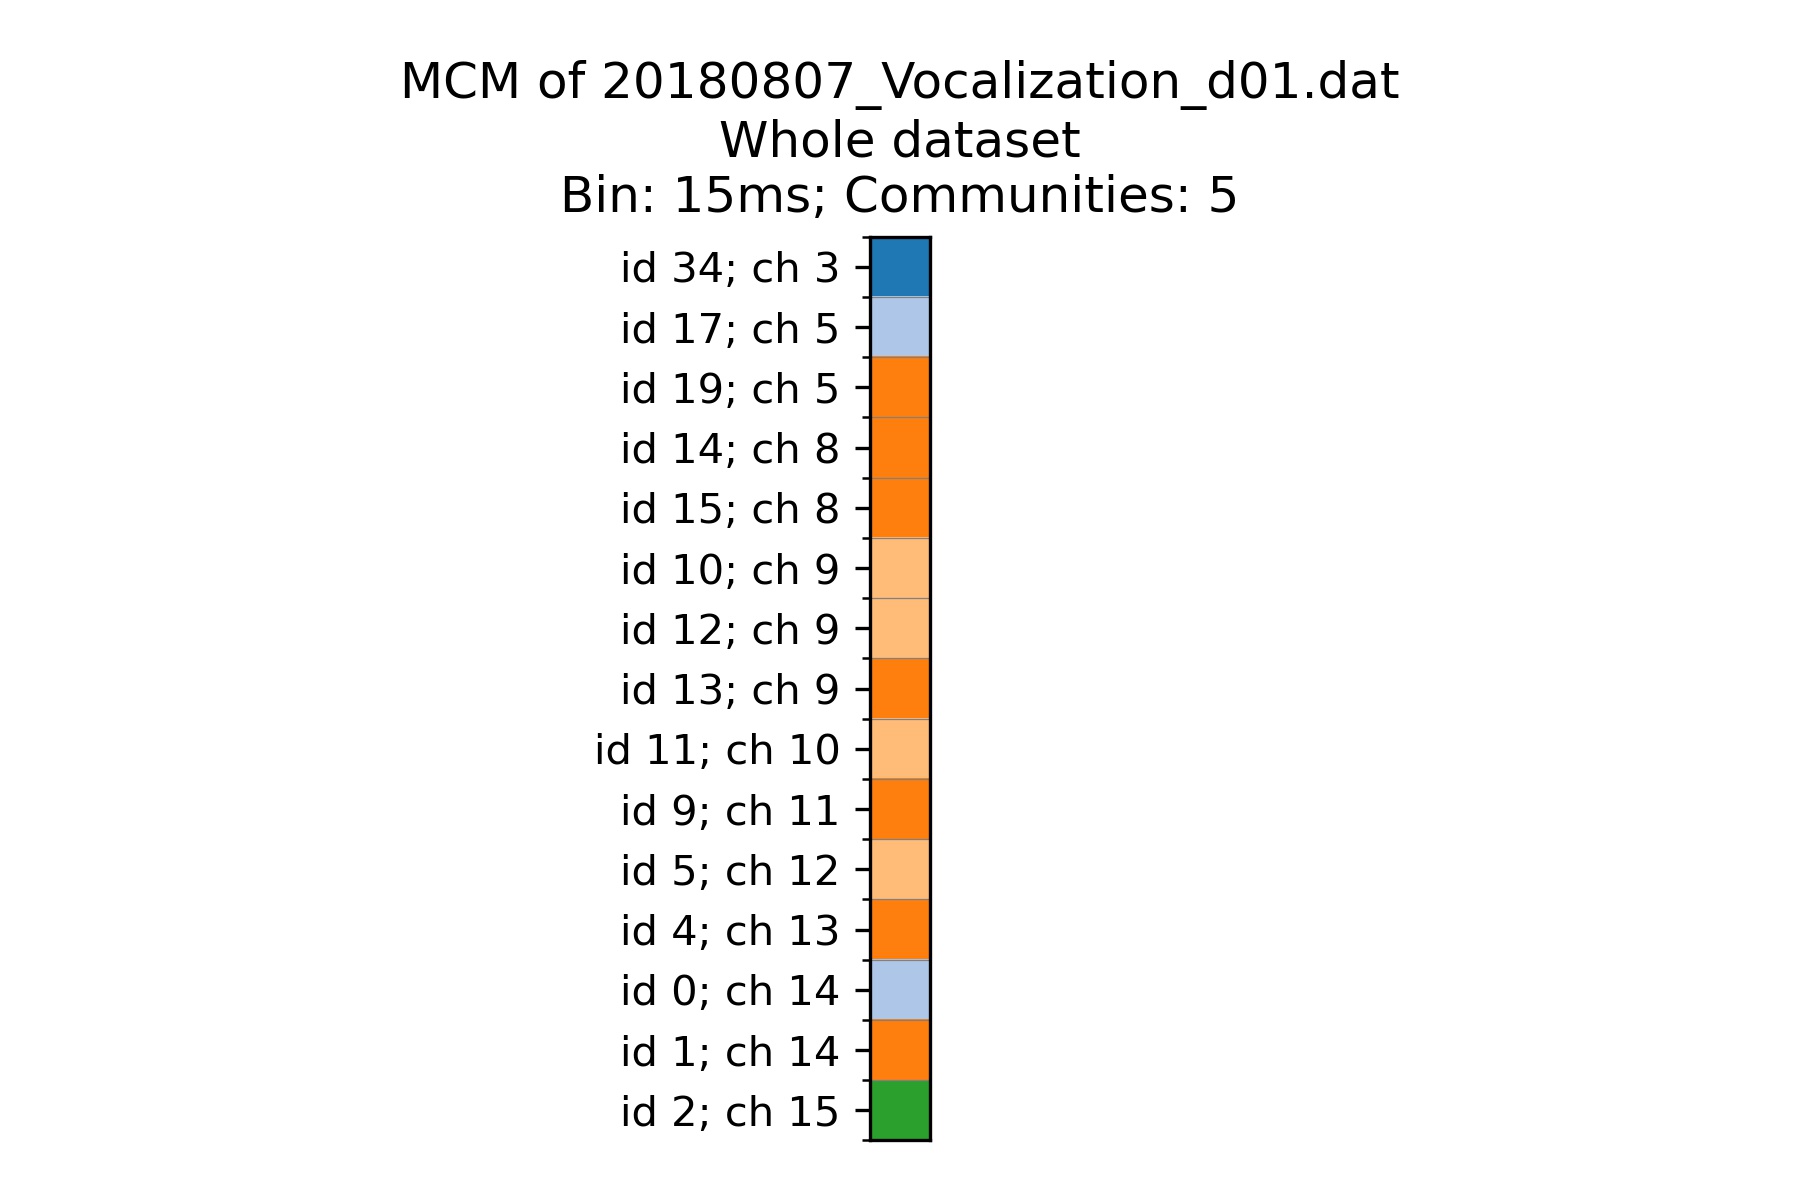 MCM of 20180807_Vocalization_d01.dat
Whole dataset
Bin: 15ms; Communities: 5
id 34; ch 3
id 17; ch 5
id 19; ch 5
id 14; ch 8
id 15; ch 8
id 10; ch 9
id 12; ch 9
id 13; ch 9
id 11; ch 10
id 9; ch 11
id 5; ch 12
id 4; ch 13
id 0; ch 14
id 1; ch 14
id 2; ch 15